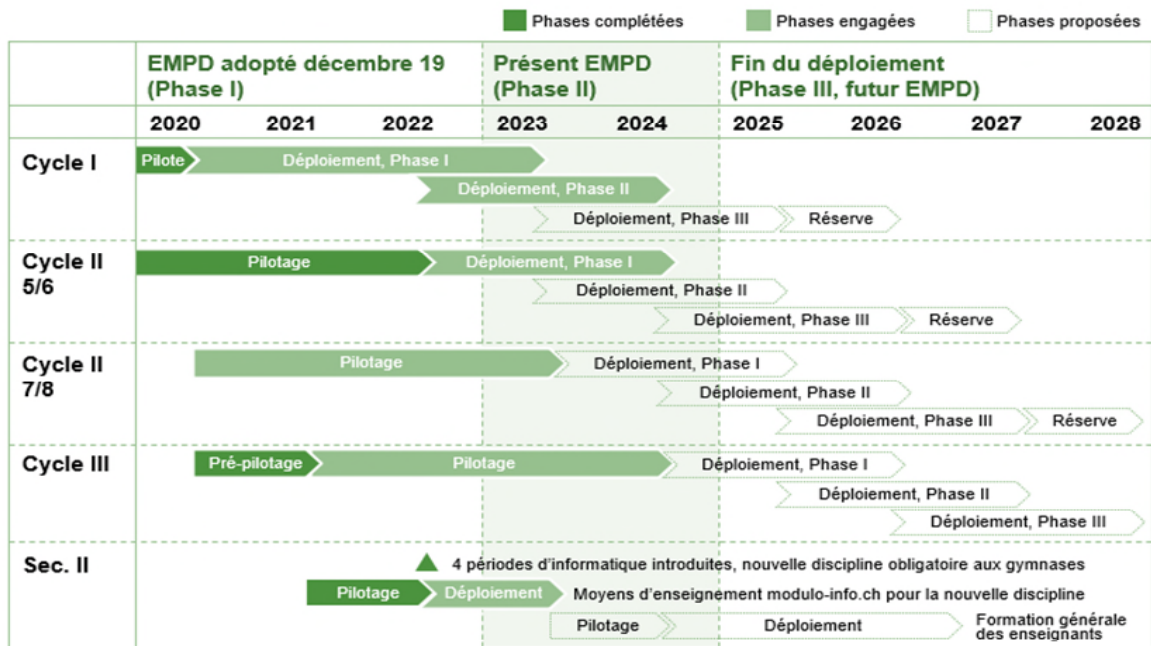 Phases complétées Phases engagées Phases proposées
EMPD adopté décembre 19 Présent EMPD Fin du déploiement
(Phase I) (Phase II) (Phase III, futur EMPD)
2020 2021 2022 2023 2024 2025 2026 2027 2028
Cycle I Pilote Déploiement, Phase I
Déploiement, Phase II
Déploiement, Phase III Réserve
Cycle II Pilotage Déploiement, Phase I
5/6 Déploiement, Phase II
Déploiement, Phase III Réserve
Cycle II Pilotage Déploiement, Phase I
7/8 Déploiement, Phase II
Déploiement, Phase III Réserve
Cycle III Pré-pilotage Pilotage Déploiement, Phase I
Déploiement, Phase II
Déploiement, Phase III
Sec. II 4 périodes d'informatique introduites, nouvelle discipline obligatoire aux gymnases
Pilotage Déploiement Moyens d'enseignement modulo-info.ch pour la nouvelle discipline
Pilotage Déploiement Formation générale
des enseignants